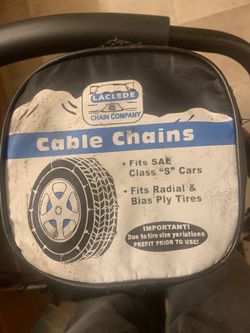 LACLEDE
CHAIN COMPANY
Cable Chains
• Fits SAE
Class "S" Cars
• Fits Radial &
Bias Ply Tires
IMPORTANT!
Due to tire size variations
PREFIT PRIOR TO USE!